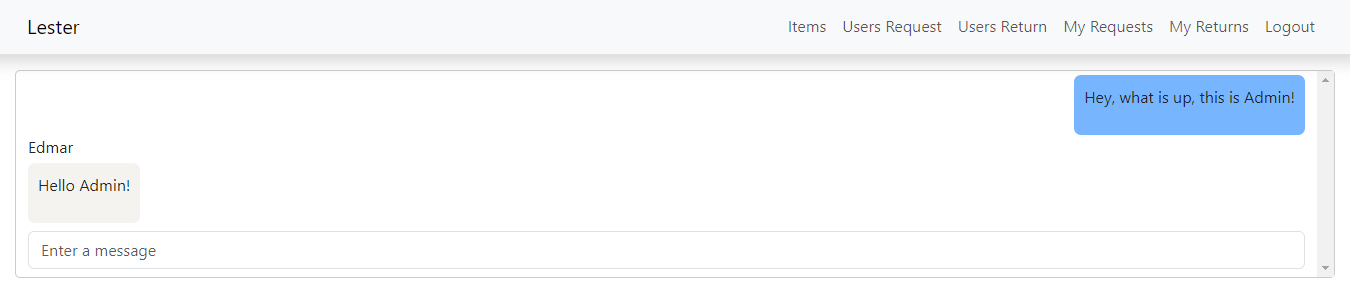 Lester
Items Users Request Users Return My Requests My Returns Logout
Hey, what is up, this is Admin!
Edmar
Hello Admin!
Enter a message